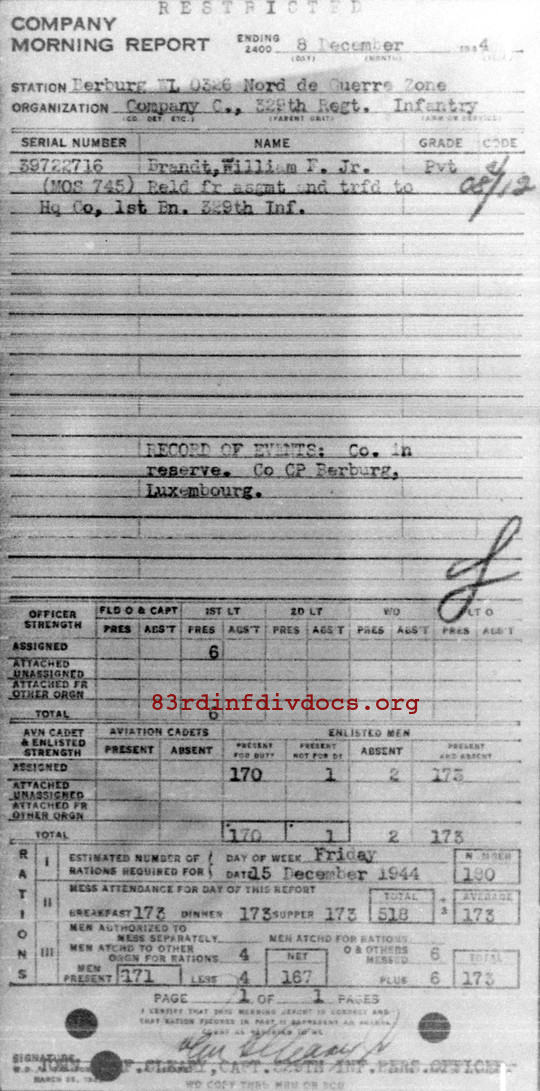 RESTRICTED
COMPANY
MORNING REPORT ENDING 2400 8 December 1944
(DAY) (MONTH) (YEAR)
STATION Berburg VL 0326 Nord de Guerre Zone
ORGANIZATION Company C., 329th Regt. Infantry
(CO. DET. ETC.) (PARENT UNIT) (ARM OR SERVICE)
SERIAL NUMBER NAME GRADE CODE
39722716 Brandt,William F. Jr. Pvt
(MOS 745) Reld fr asgmt and trfd to
Hq Co, 1st Bn. 329th Inf.
RECORD OF EVENTS: Co. in
reserve. Co CP Berburg,
Luxembourg.
OFFICER STRENGTH FLD O & CAPT 1ST LT 2D LT WO FLT O
PRES ABS'T PRES ABS'T PRES ABS'T PRES ABS'T PRES ABS'T
ASSIGNED 6
ATTACHED UNASSIGNED
ATTACHED FR OTHER ORGN
83rdinfdivdocs.org
TOTAL 6
AVN CADET & ENLISTED STRENGTH AVIATION CADETS ENLISTED MEN
PRESENT ABSENT PRESENT FOR DUTY PRESENT NOT FOR DY ABSENT PRESENT AND ABSENT
ASSIGNED 170 1 2 173
ATTACHED UNASSIGNED
ATTACHED FR OTHER ORGN
TOTAL 170 1 2 173
RATIONS
I ESTIMATED NUMBER OF RATIONS REQUIRED FOR DAY OF WEEK Friday NUMBER
DATE 15 December 1944 180
II MESS ATTENDANCE FOR DAY OF THIS REPORT TOTAL ÷ 3 AVERAGE
BREAKFAST 173 DINNER 173 SUPPER 173 518 173
III MEN AUTHORIZED TO MESS SEPARATELY MEN ATCHD FOR RATIONS
MEN ATCHD TO OTHER ORGN FOR RATIONS 4 NET O & OTHERS MESSED 6 TOTAL
MEN PRESENT 171 LESS 4 167 PLUS 6 173
PAGE 1 OF 1 PAGES
I CERTIFY THAT THIS MORNING REPORT IS CORRECT AND
SIGNATURE
CAPT. 329TH INF. PERS. OFFICER